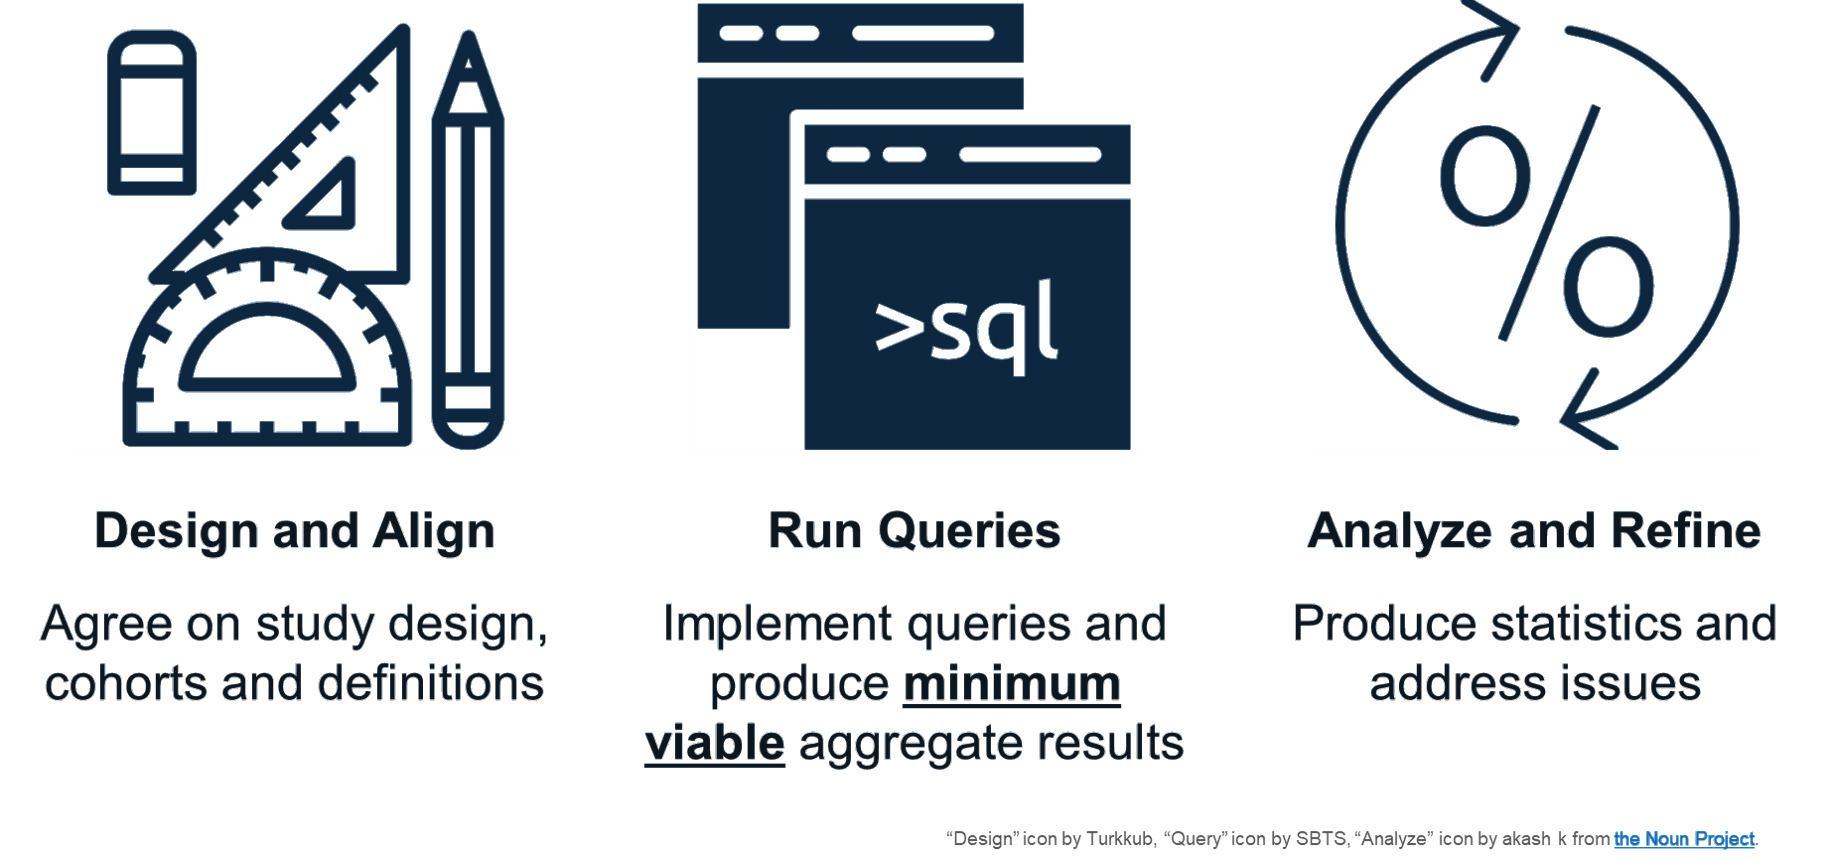 %
>sql
Design and Align
Agree on study design,
cohorts and definitions
Run Queries
Implement queries and
produce minimum
viable aggregate results
Analyze and Refine
Produce statistics and
address issues
“Design” icon by Turkkub, “Query” icon by SBTS, “Analyze” icon by akash k from the Noun Project.